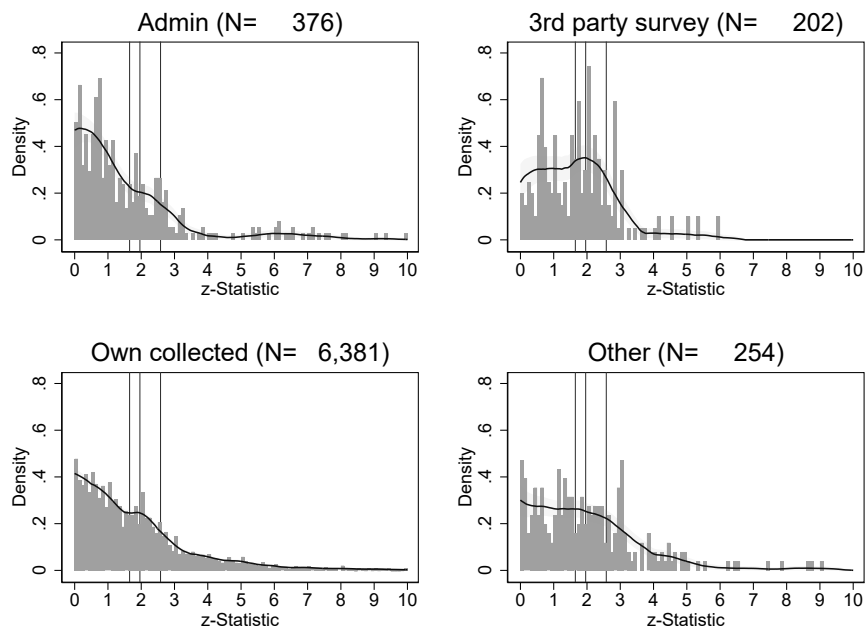 Admin (N= 376)
Density
.8
.6
.4
.2
0
0 1 2 3 4 5 6 7 8 9 10
z-Statistic
3rd party survey (N= 202)
Density
.8
.6
.4
.2
0
0 1 2 3 4 5 6 7 8 9 10
z-Statistic
Own collected (N= 6,381)
Density
.8
.6
.4
.2
0
0 1 2 3 4 5 6 7 8 9 10
z-Statistic
Other (N= 254)
Density
.8
.6
.4
.2
0
0 1 2 3 4 5 6 7 8 9 10
z-Statistic